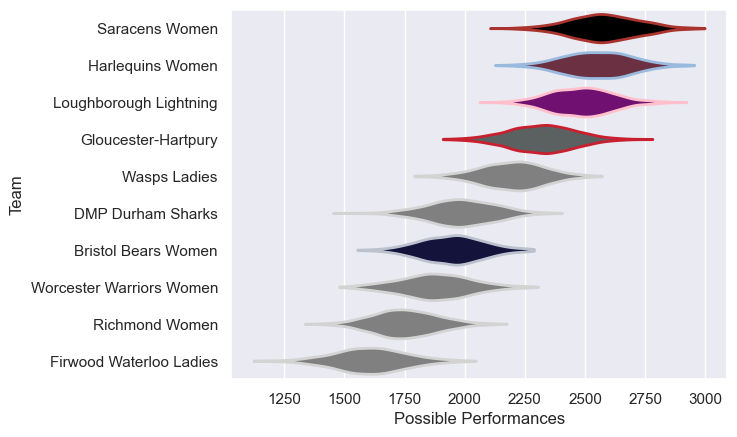 Saracens Women
Harlequins Women
Loughborough Lightning
Gloucester-Hartpury
Wasps Ladies
DMP Durham Sharks
Bristol Bears Women
Worcester Warriors Women
Richmond Women
Firwood Waterloo Ladies
Team
1250 1500 1750 2000 2250 2500 2750 3000
Possible Performances